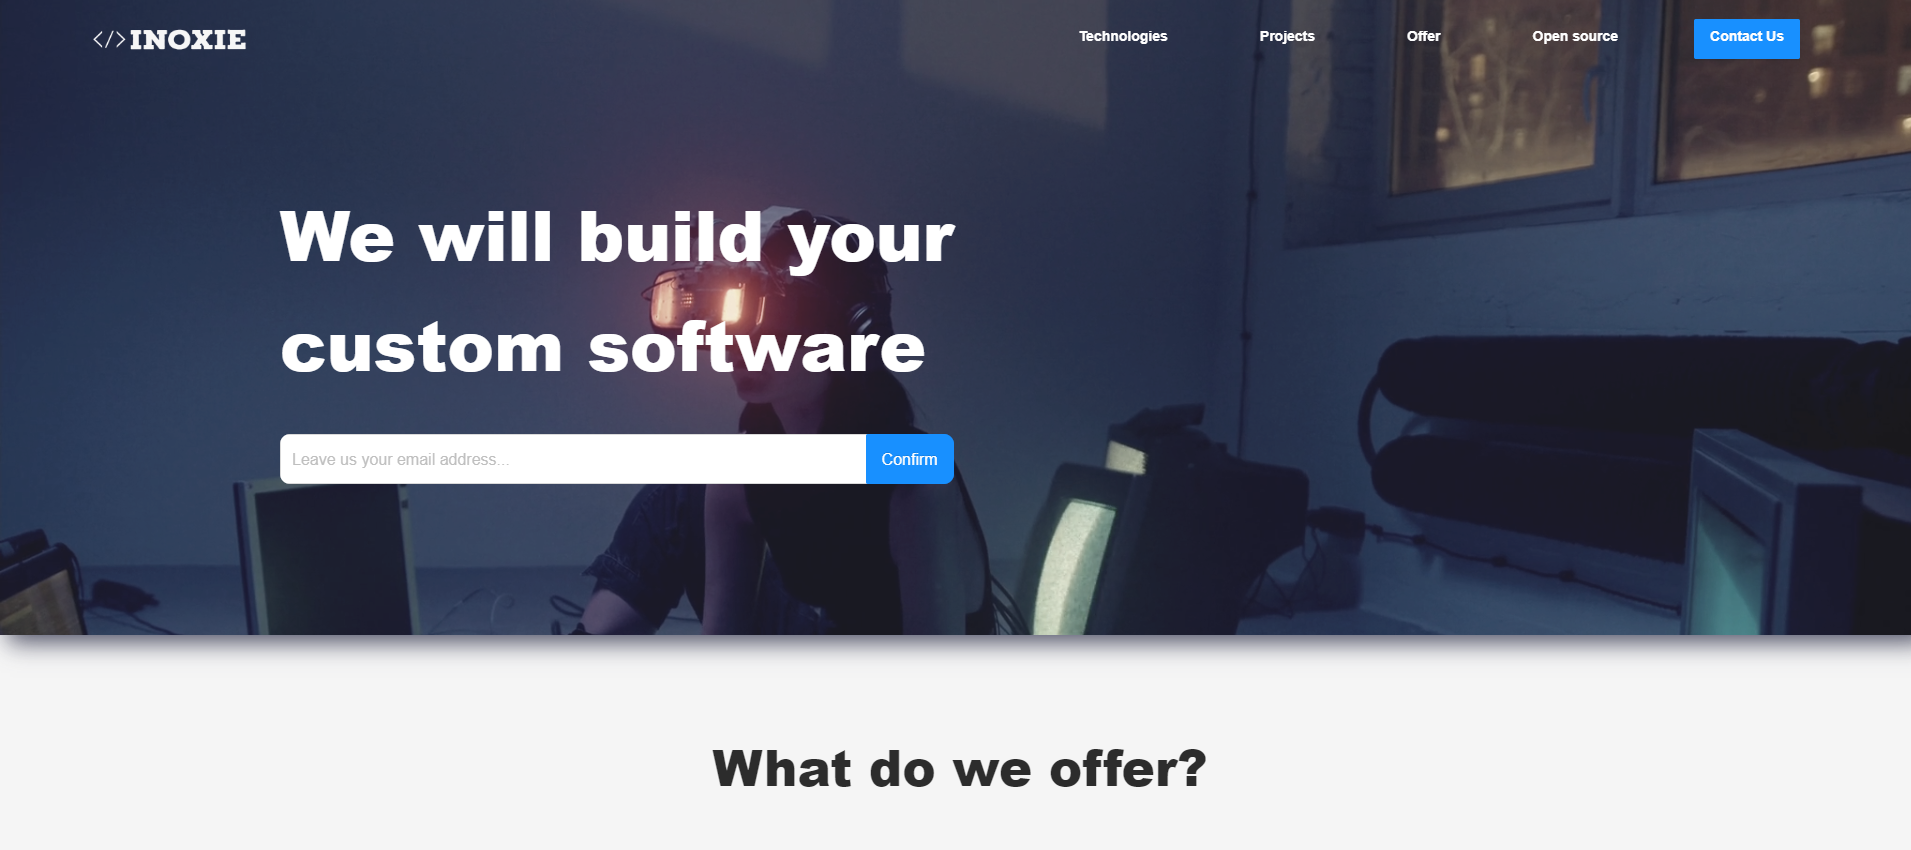 </> INOXIE
Technologies
Projects
Offer
Open source
Contact Us
We will build your
custom software
Leave us your email address...
Confirm
What do we offer?